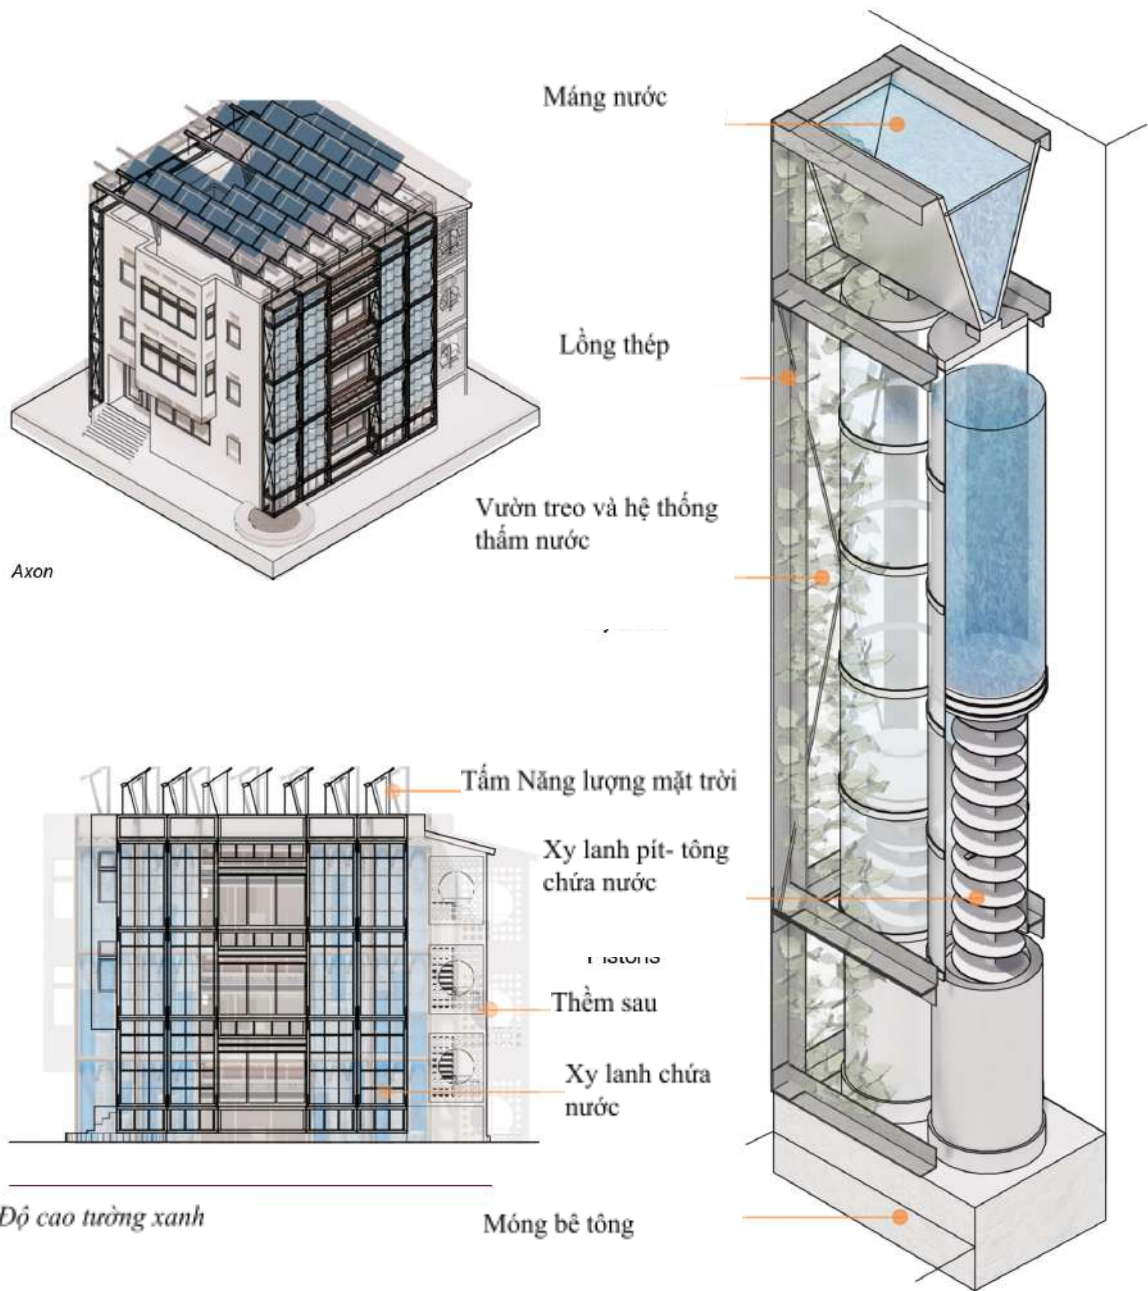 Máng nước
Lồng thép
Vườn treo và hệ thống
thấm nước
Axon
Tấm Năng lượng mặt trời
Xy lanh pít- tông
chứa nước
Pistons
Thềm sau
Xy lanh chứa
nước
Độ cao tường xanh
Móng bê tông